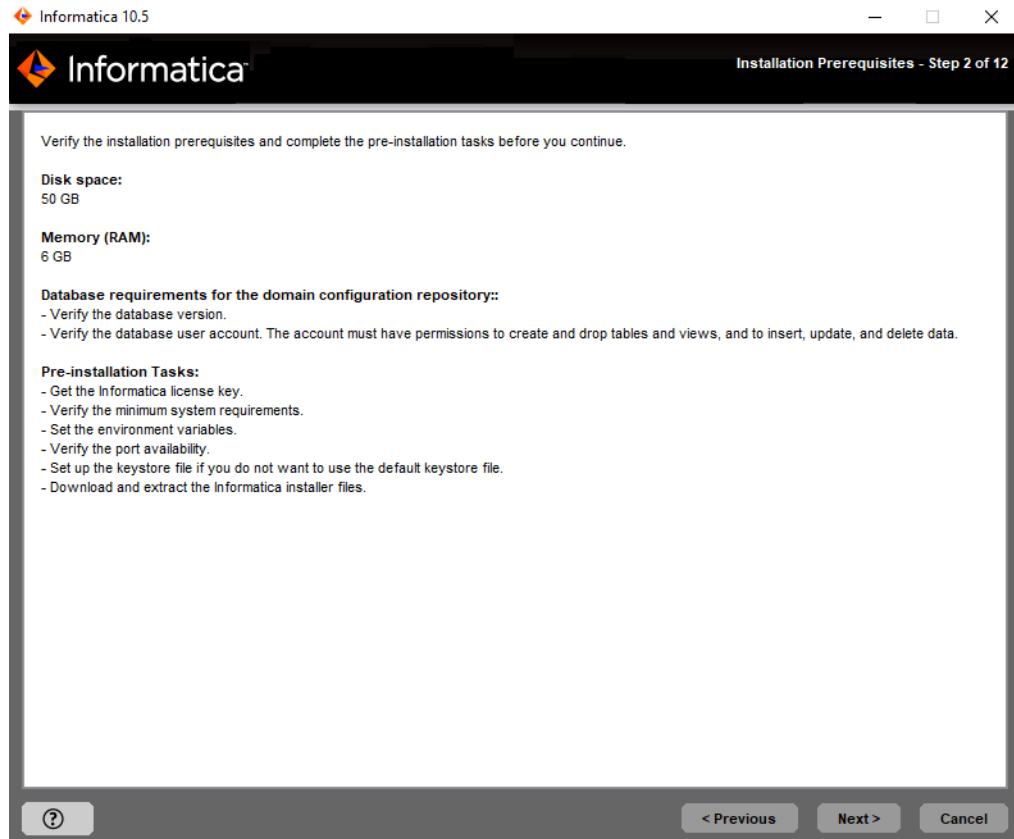 Informatica 10.5
Informatica™
Installation Prerequisites - Step 2 of 12
Verify the installation prerequisites and complete the pre-installation tasks before you continue.
Disk space:
50 GB
Memory (RAM):
6 GB
Database requirements for the domain configuration repository::
- Verify the database version.
- Verify the database user account. The account must have permissions to create and drop tables and views, and to insert, update, and delete data.
Pre-installation Tasks:
- Get the Informatica license key.
- Verify the minimum system requirements.
- Set the environment variables.
- Verify the port availability.
- Set up the keystore file if you do not want to use the default keystore file.
- Download and extract the Informatica installer files.
?
< Previous
Next >
Cancel